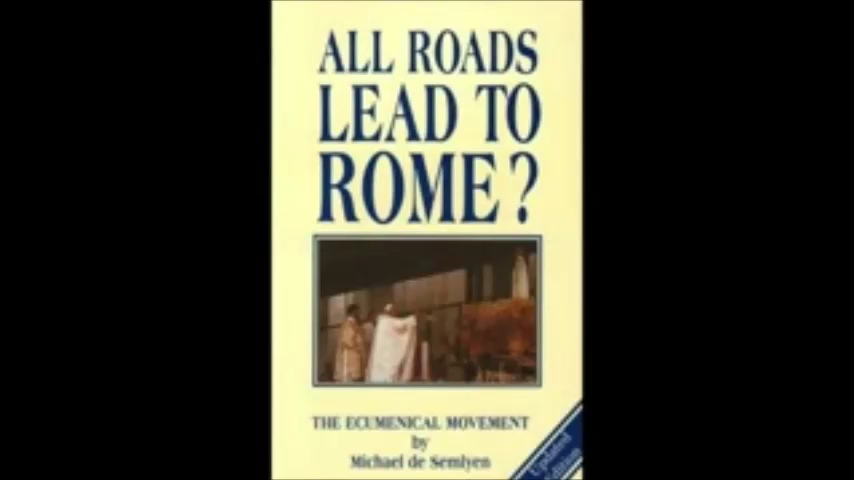 ALL ROADS
LEAD TO
ROME?
THE ECUMENICAL MOVEMENT
by
Michael de Semlyen
Updated
Edition